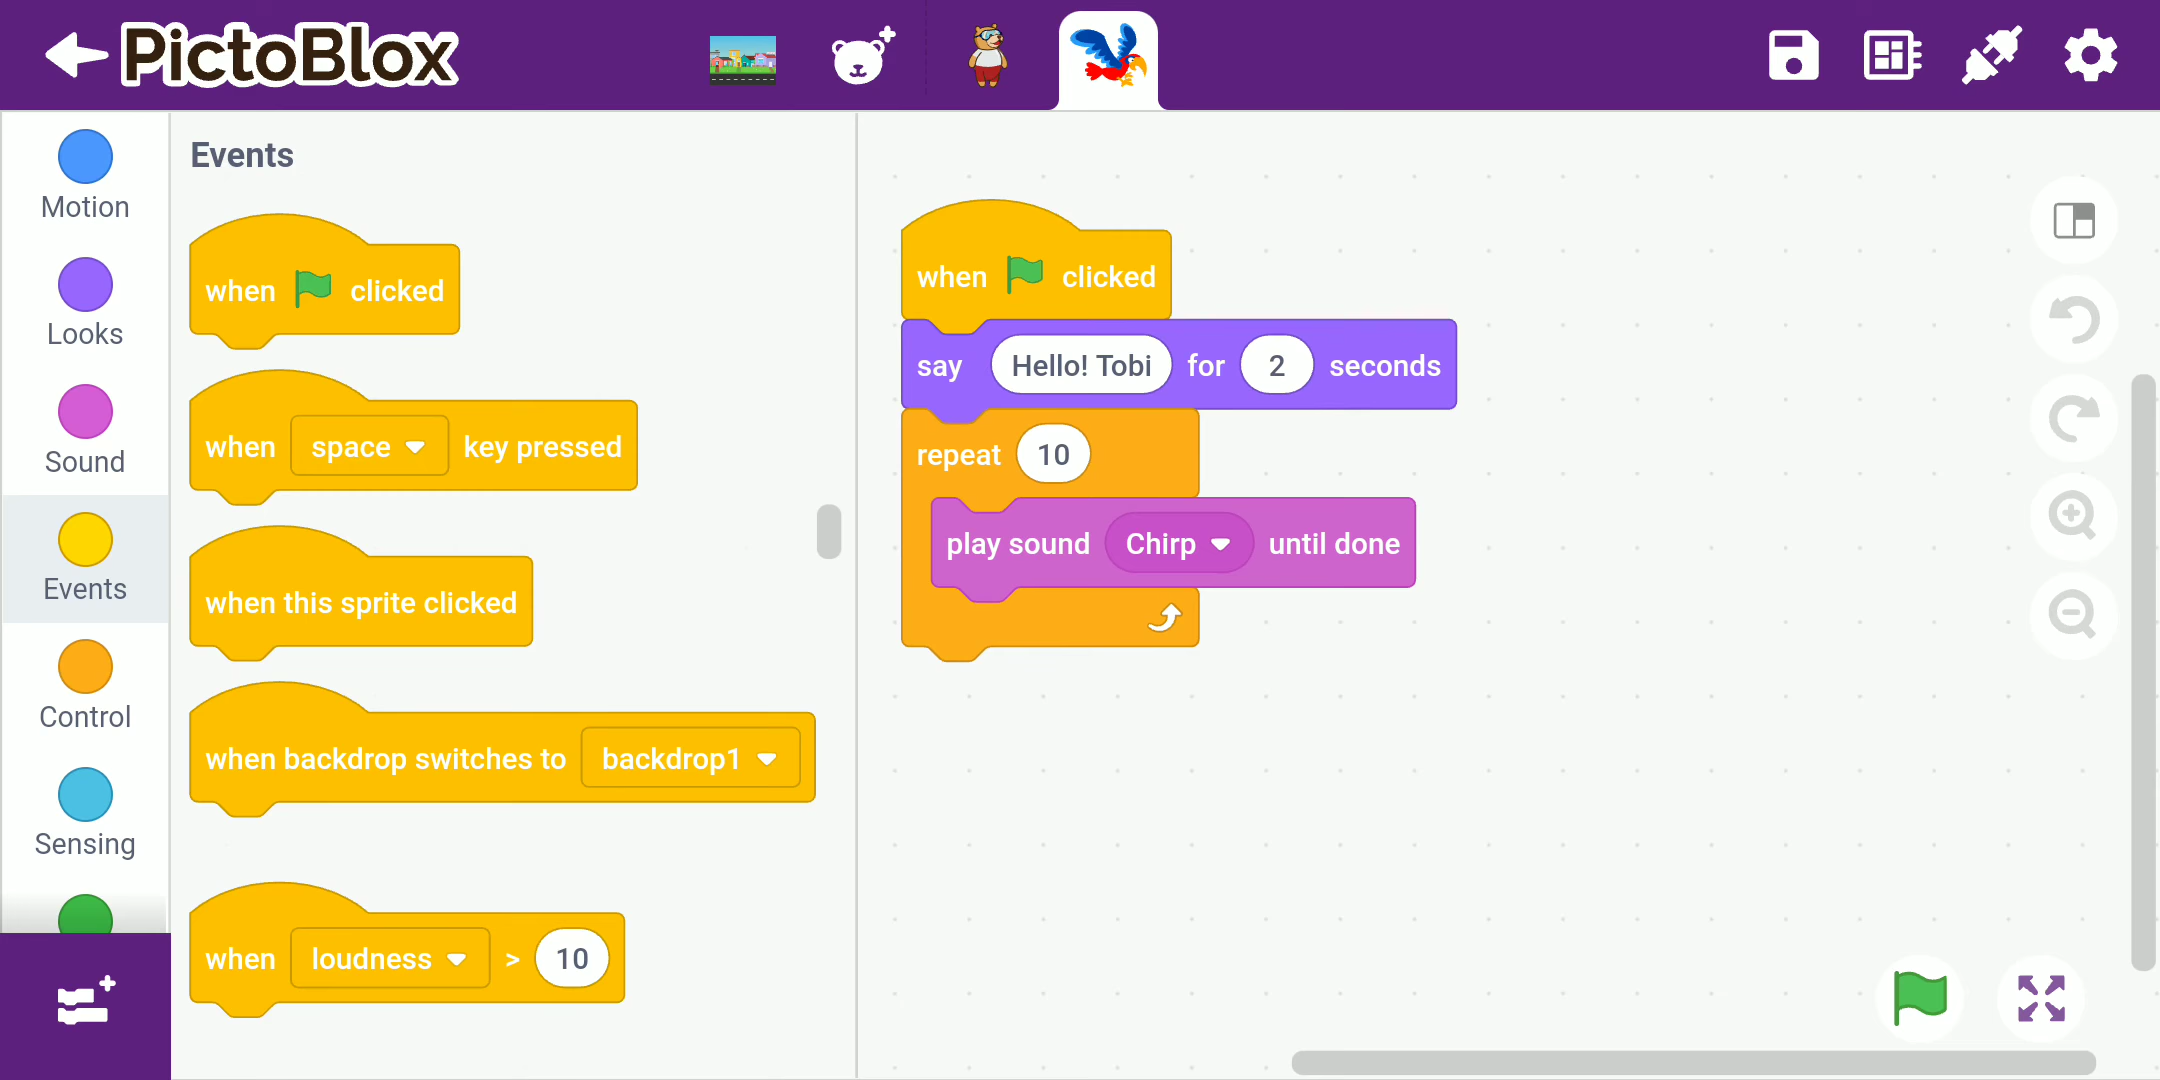 PictoBlox
Motion
Looks
Sound
Events
Control
Sensing
Events
when clicked
when space key pressed
when this sprite clicked
when backdrop switches to backdrop1
when loudness > 10
when clicked
say Hello! Tobi for 2 seconds
repeat 10
play sound Chirp until done